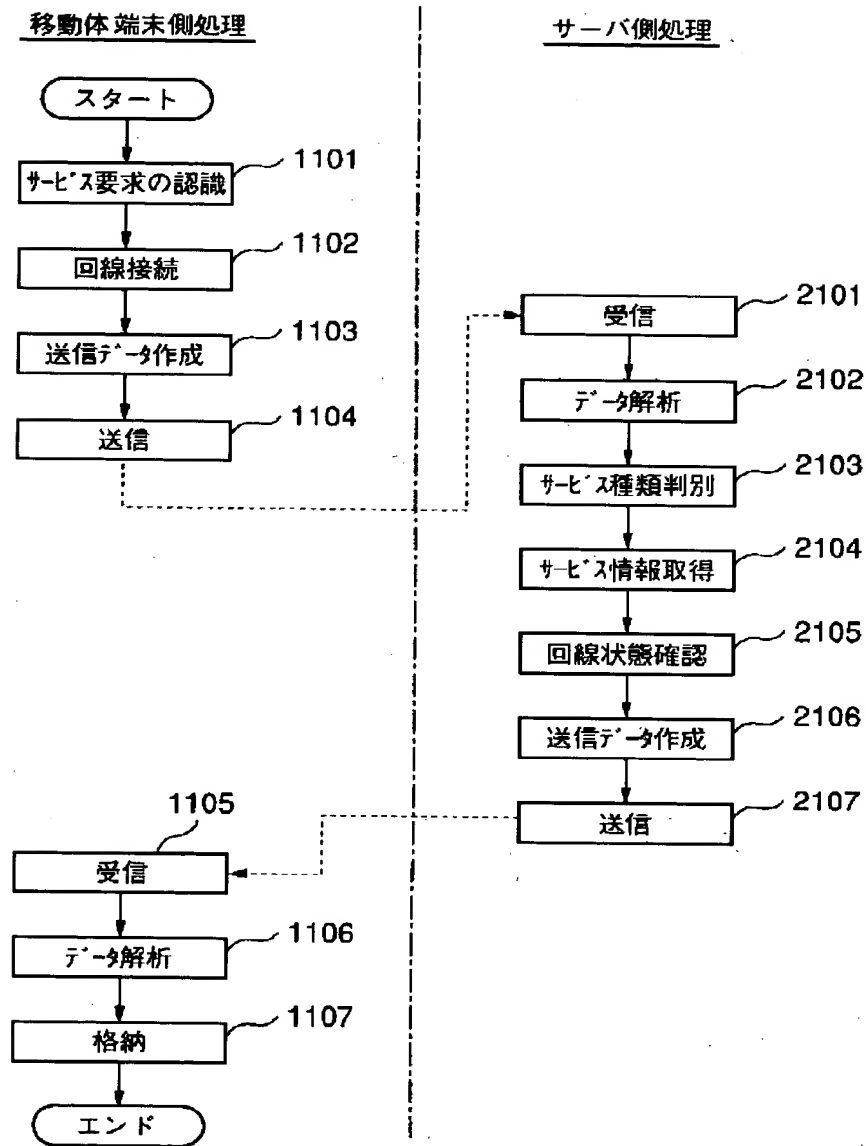 移動体端末側処理
スタート
サービス要求の認識
1101
回線接続
1102
送信データ作成
1103
送信
1104
サーバ側処理
受信
2101
データ解析
2102
サービス種類判別
2103
サービス情報取得
2104
回線状態確認
2105
送信データ作成
2106
送信
2107
1105
受信
データ解析
1106
格納
1107
エンド